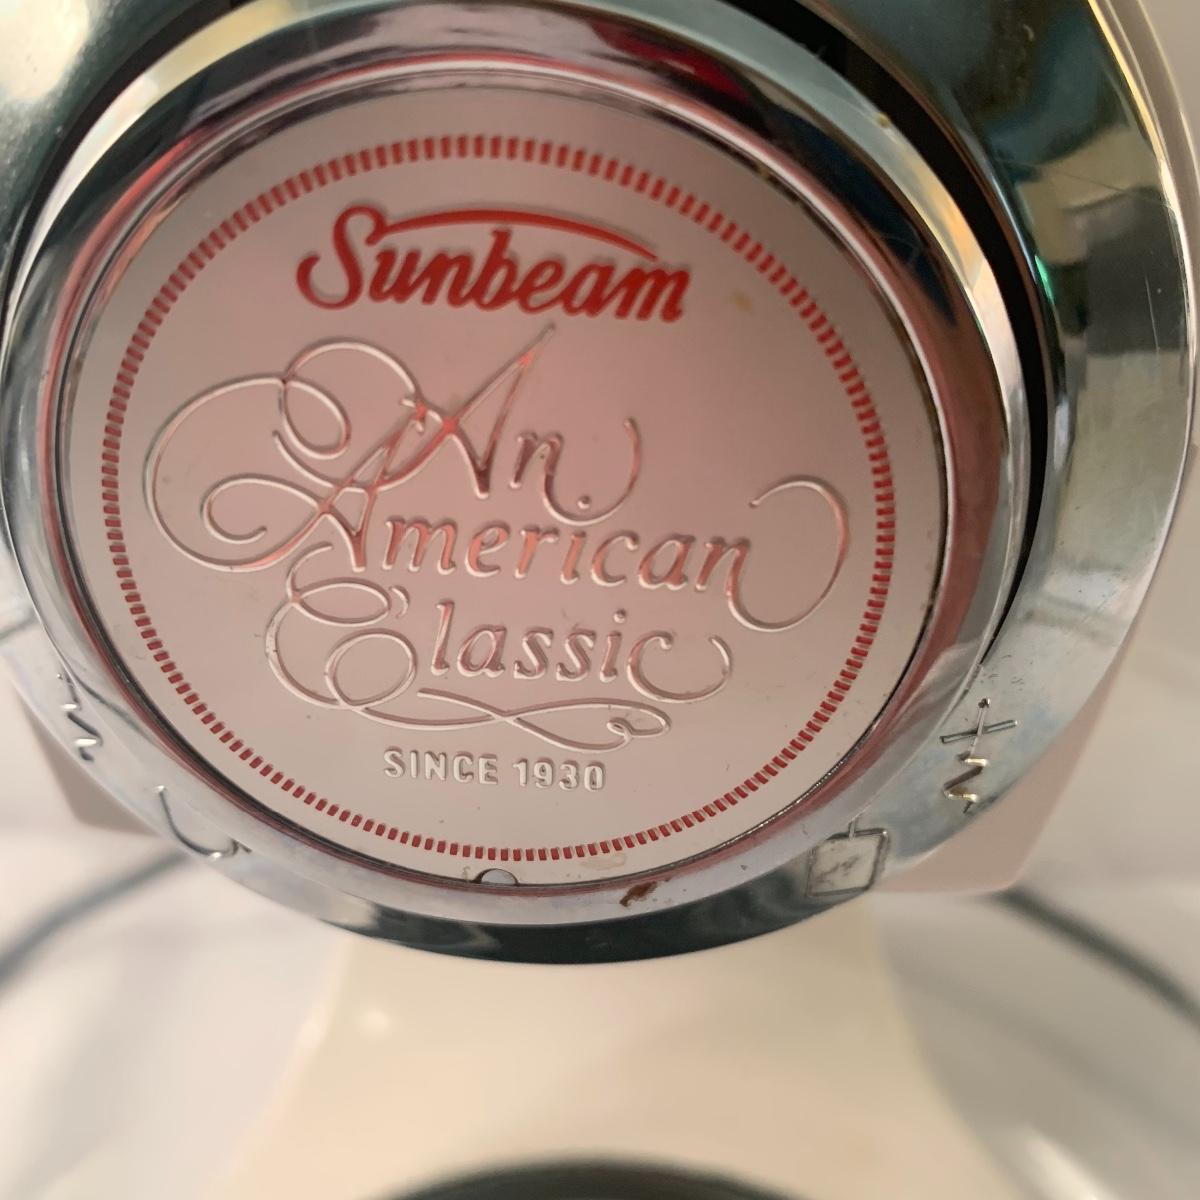 Sunbeam
An
American
Classic
SINCE 1930